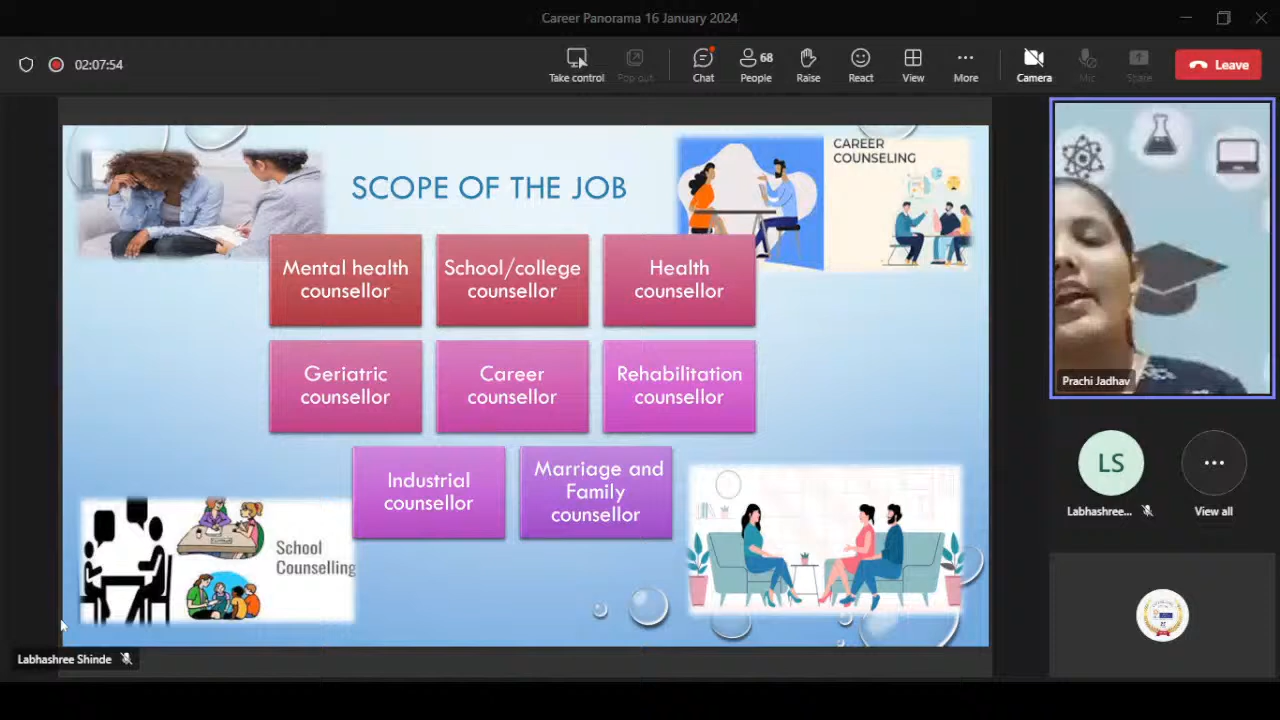 Career Panorama 16 January 2024
02:07:54
Take control
Pop out
Chat
68
People
Raise
React
View
More
Camera
Mic
Share
Leave
SCOPE OF THE JOB
CAREER
COUNSELING
Mental health
counsellor
School/college
counsellor
Health
counsellor
Geriatric
counsellor
Career
counsellor
Rehabilitation
counsellor
Industrial
counsellor
Marriage and
Family
counsellor
School
Counselling
Prachi Jadhav
LS
Labhashree...
View all
Labhashree Shinde